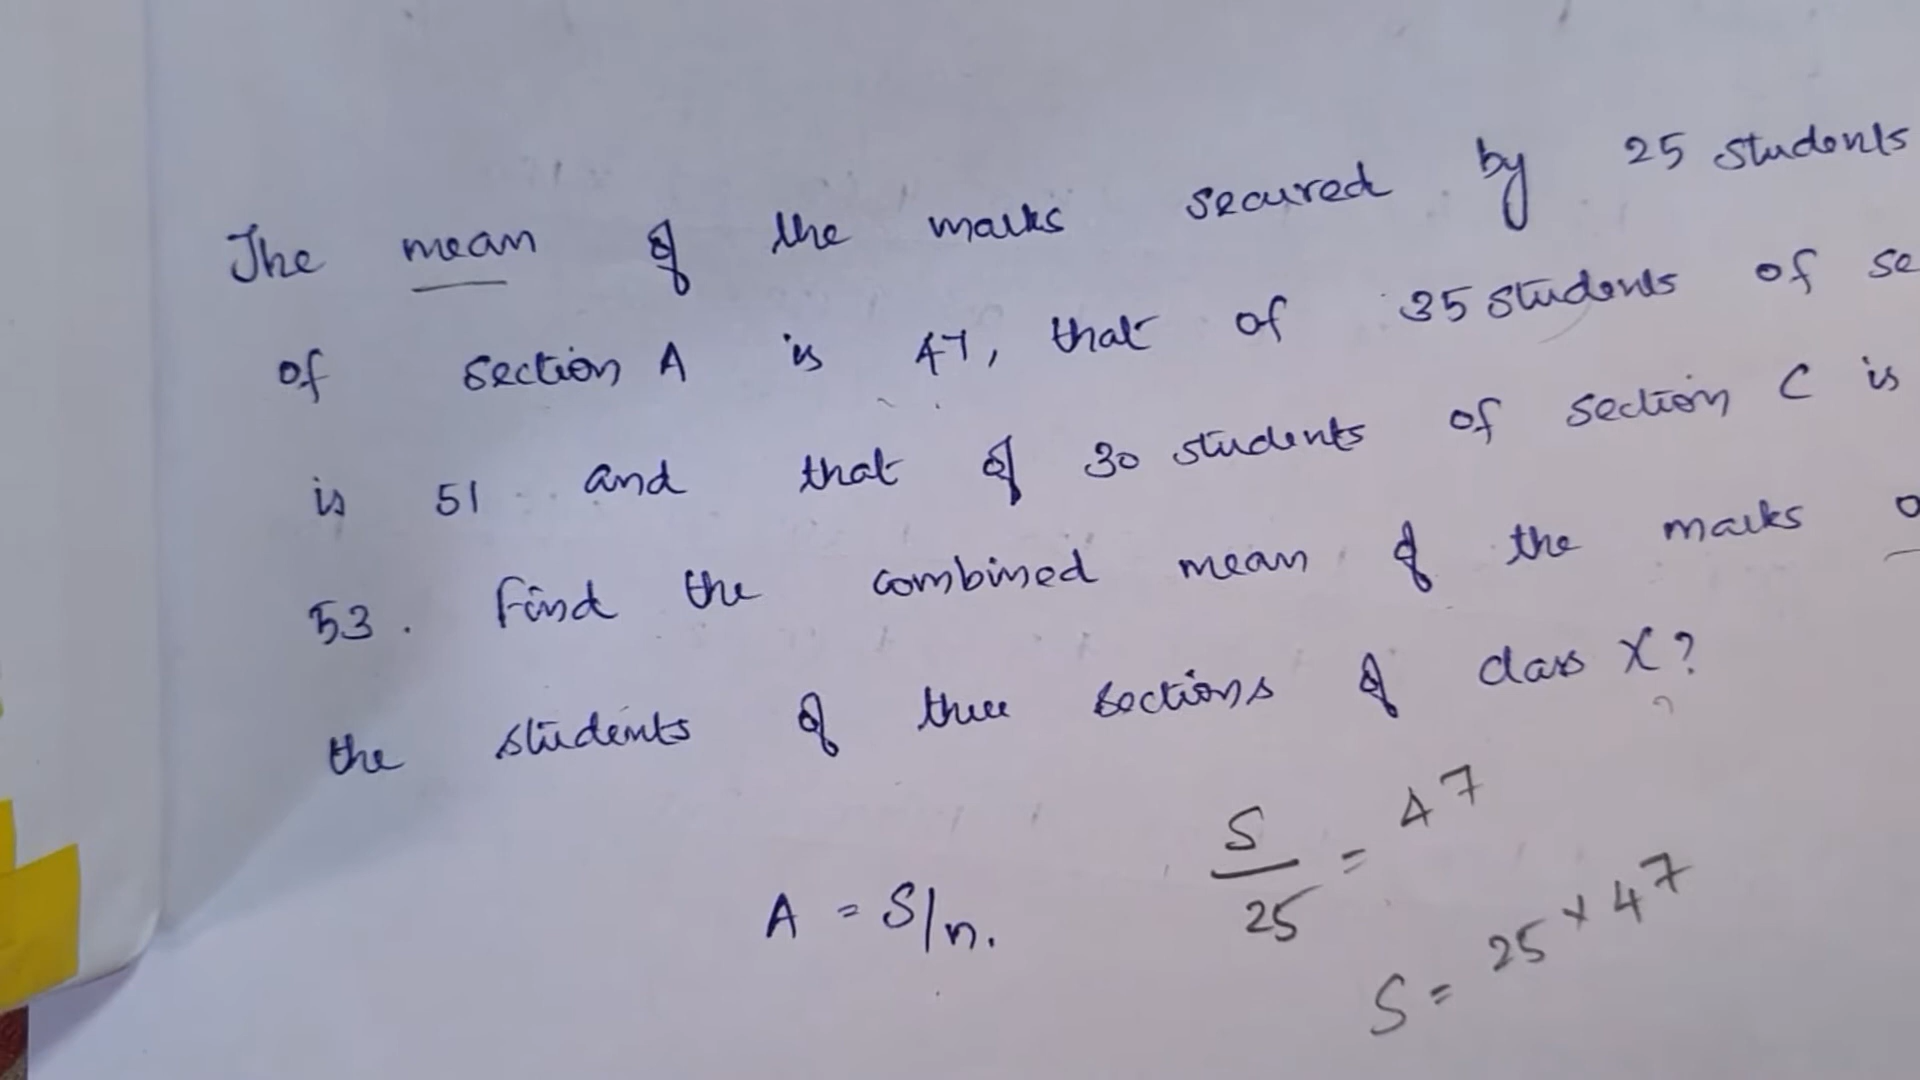 The mean of the marks secured by 25 students
of section A is 47, that of 35 students of se
is 51 and that of 30 students of section C is
53. Find the combined mean of the marks o
the students of three sections of class X?
A = S/n.
S/25 = 47
S = 25 × 47